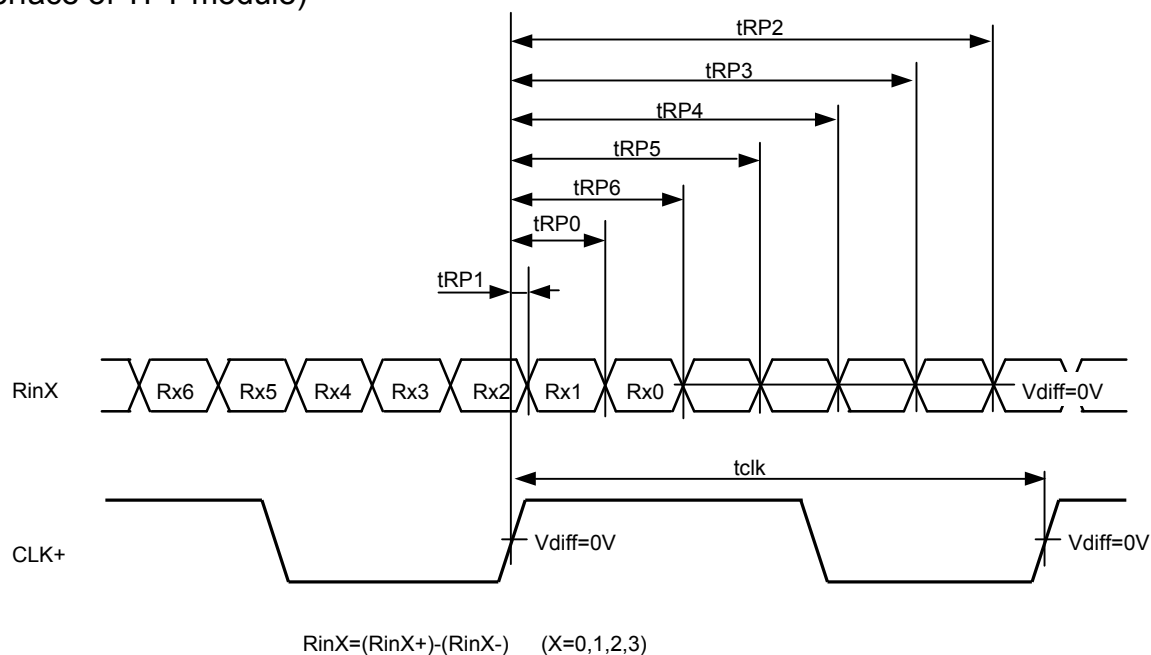 tRP2
tRP3
tRP4
tRP5
tRP6
tRP0
tRP1
RinX Rx6 Rx5 Rx4 Rx3 Rx2 Rx1 Rx0 Vdiff=0V
tclk
CLK+ Vdiff=0V Vdiff=0V
RinX=(RinX+)-(RinX-) (X=0,1,2,3)